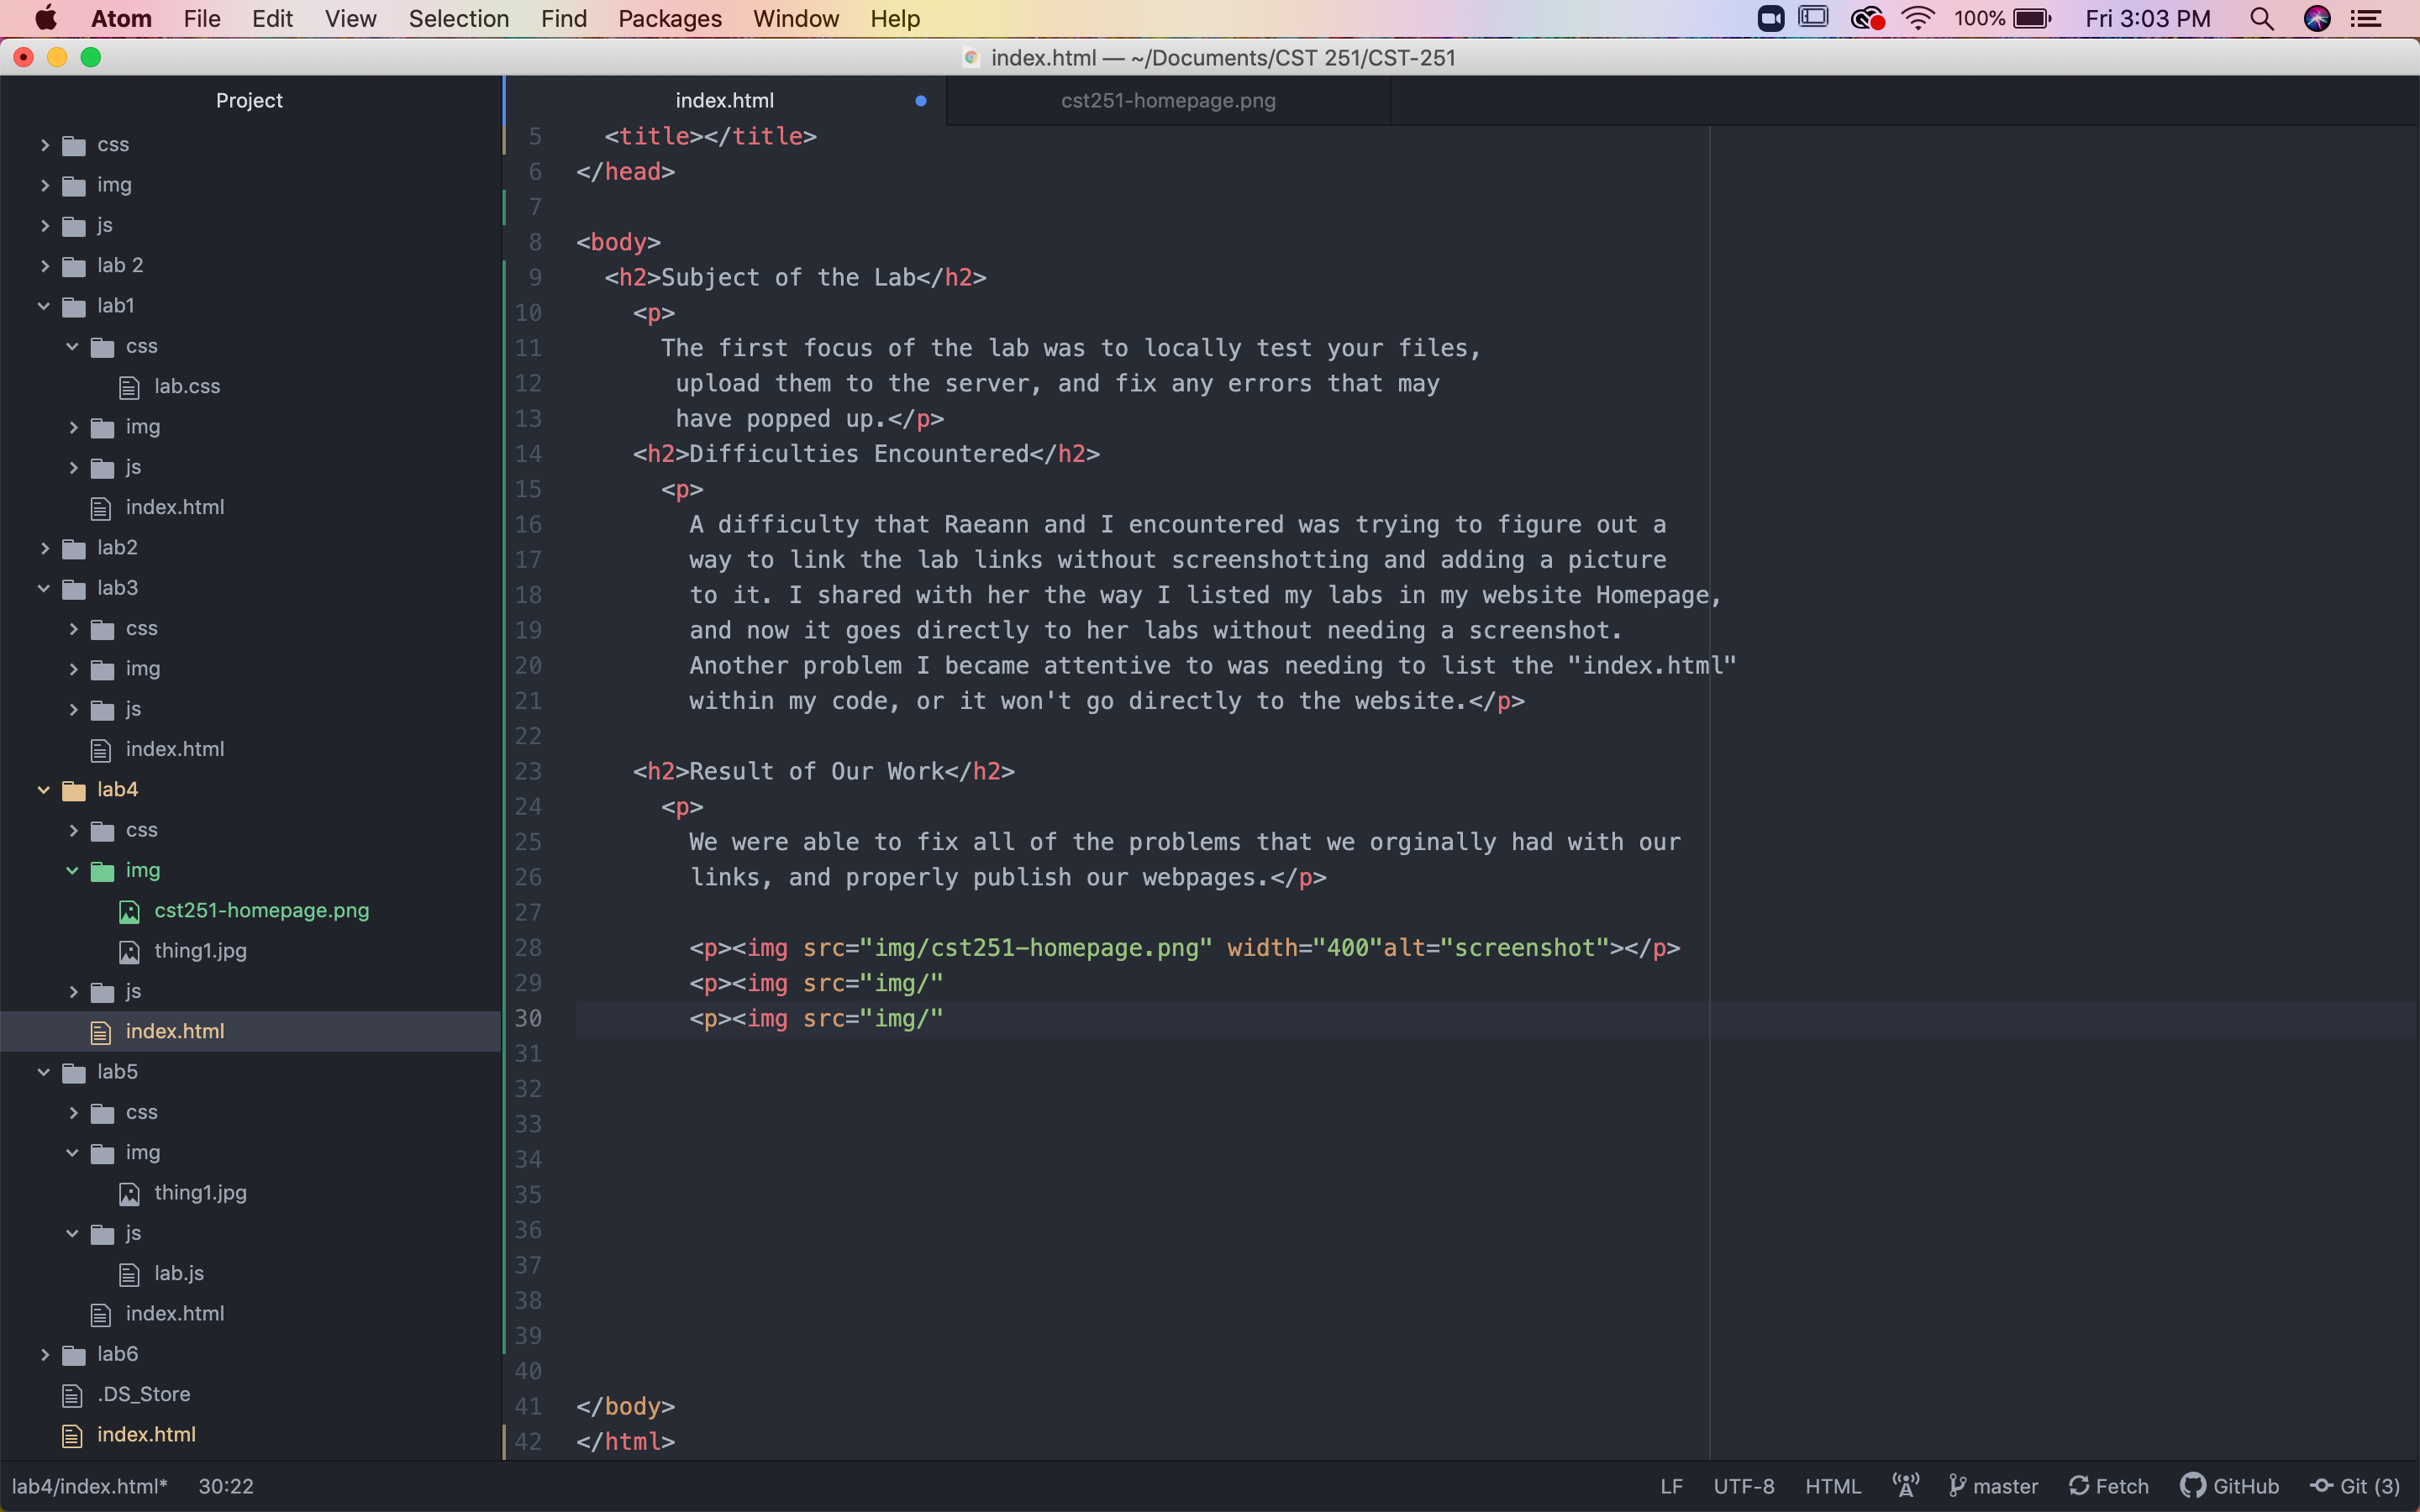 Atom File Edit View Selection Find Packages Window Help 100% Fri 3:03 PM
index.html — ~/Documents/CST 251/CST-251
Project
css
img
js
lab 2
lab1
css
lab.css
img
js
index.html
lab2
lab3
css
img
js
index.html
lab4
css
img
cst251-homepage.png
thing1.jpg
js
index.html
lab5
css
img
thing1.jpg
js
lab.js
index.html
lab6
.DS_Store
index.html
index.html cst251-homepage.png
5 <title></title>
6 </head>
7
8 <body>
9 <h2>Subject of the Lab</h2>
10 <p>
11 The first focus of the lab was to locally test your files,
12 upload them to the server, and fix any errors that may
13 have popped up.</p>
14 <h2>Difficulties Encountered</h2>
15 <p>
16 A difficulty that Raeann and I encountered was trying to figure out a
17 way to link the lab links without screenshotting and adding a picture
18 to it. I shared with her the way I listed my labs in my website Homepage,
19 and now it goes directly to her labs without needing a screenshot.
20 Another problem I became attentive to was needing to list the "index.html"
21 within my code, or it won't go directly to the website.</p>
22
23 <h2>Result of Our Work</h2>
24 <p>
25 We were able to fix all of the problems that we orginally had with our
26 links, and properly publish our webpages.</p>
27
28 <p><img src="img/cst251-homepage.png" width="400"alt="screenshot"></p>
29 <p><img src="img/"
30 <p><img src="img/"
31
32
33
34
35
36
37
38
39
40
41 </body>
42 </html>
lab4/index.html* 30:22 LF UTF-8 HTML master Fetch GitHub Git (3)